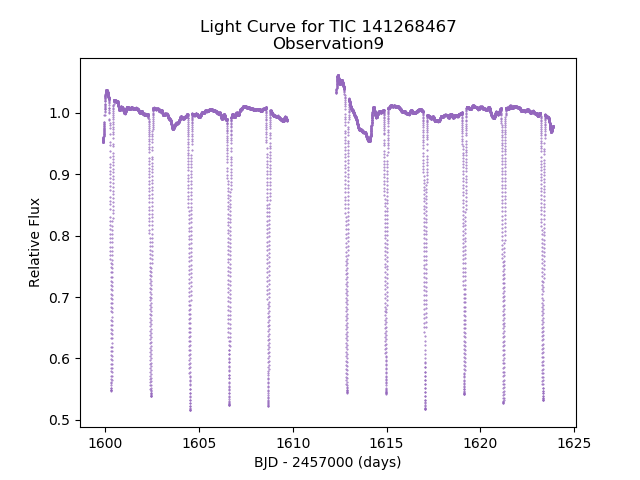 Light Curve for TIC 141268467
Observation9
Relative Flux
1.0
0.9
0.8
0.7
0.6
0.5
1600 1605 1610 1615 1620 1625
BJD - 2457000 (days)